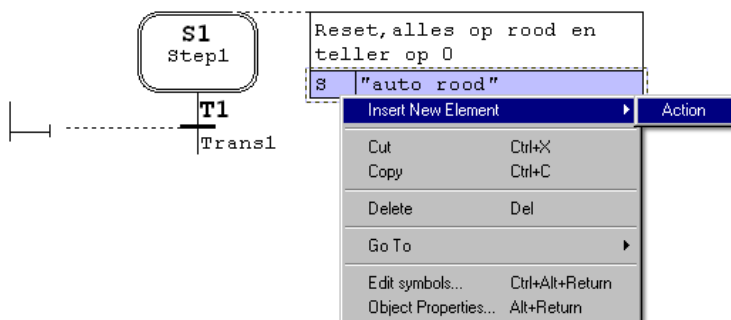 S1
Step1
Reset,alles op rood en
teller op 0
S "auto rood"
T1
Trans1
Insert New Element Action
Cut Ctrl+X
Copy Ctrl+C
Delete Del
Go To
Edit symbols... Ctrl+Alt+Return
Object Properties... Alt+Return